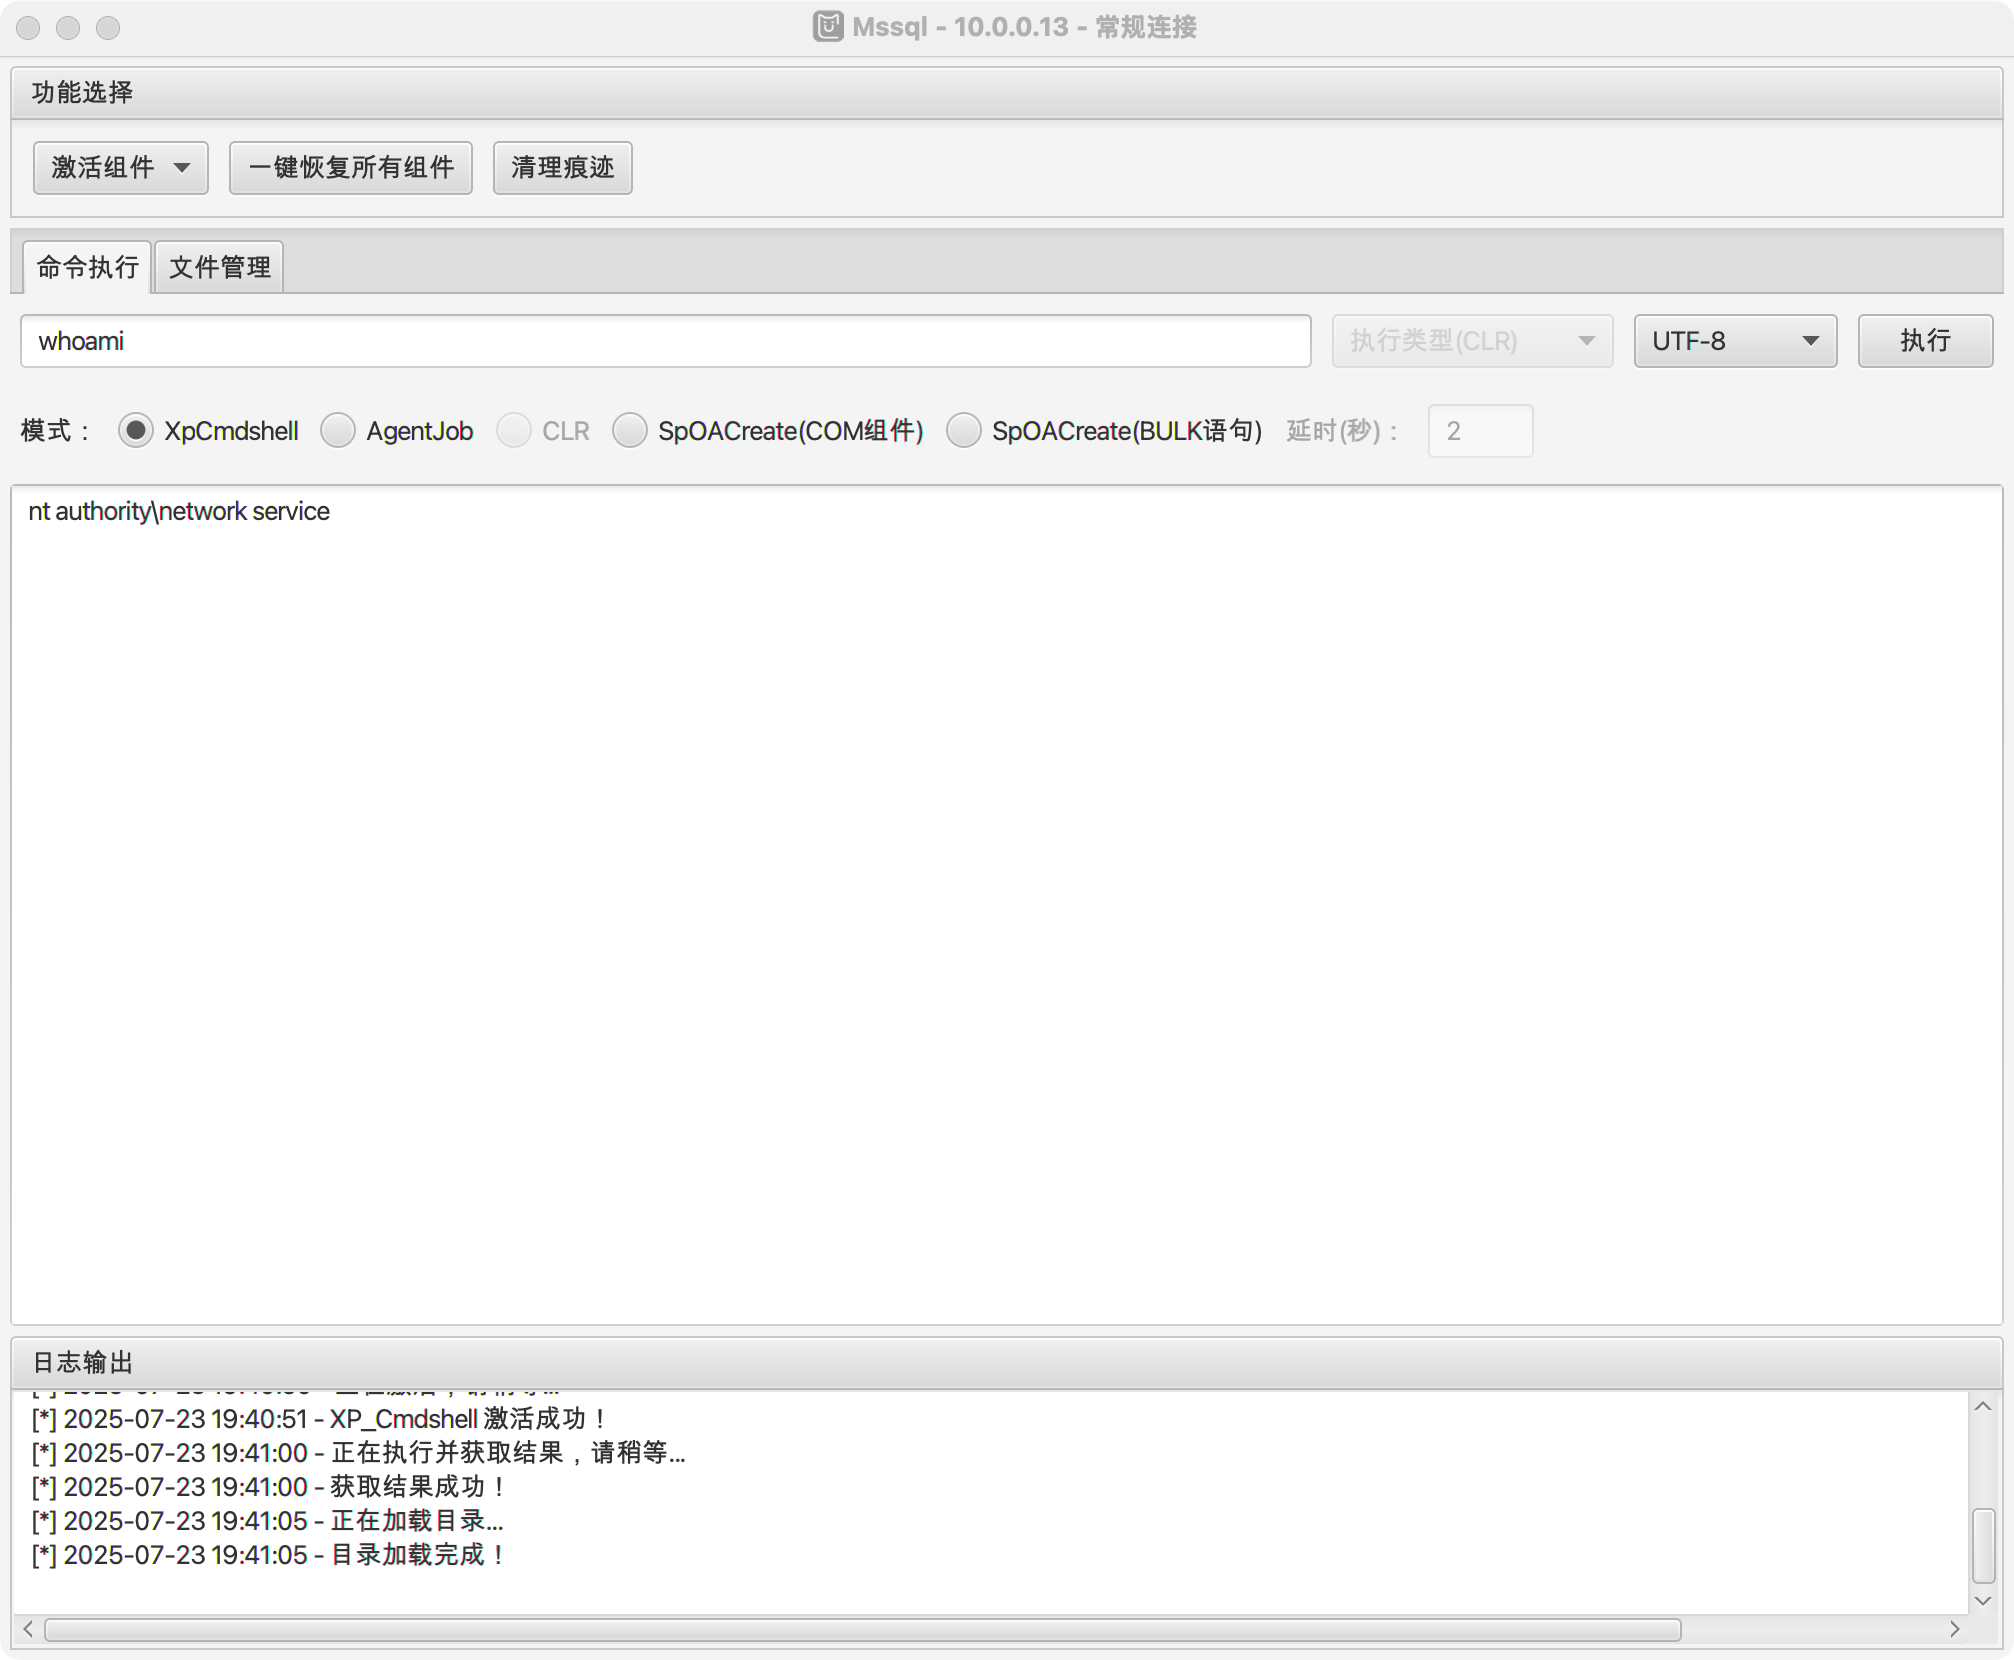 Mssql - 10.0.0.13 - 常规连接
功能选择
激活组件 一键恢复所有组件 清理痕迹
命令执行 文件管理
whoami 执行类型(CLR) UTF-8 执行
模式： XpCmdshell AgentJob CLR SpOACreate(COM组件) SpOACreate(BULK语句) 延时(秒)： 2
nt authority\network service
日志输出
[*] 2025-07-23 19:40:51 - XP_Cmdshell 激活成功！
[*] 2025-07-23 19:41:00 - 正在执行并获取结果，请稍等...
[*] 2025-07-23 19:41:00 - 获取结果成功！
[*] 2025-07-23 19:41:05 - 正在加载目录...
[*] 2025-07-23 19:41:05 - 目录加载完成！